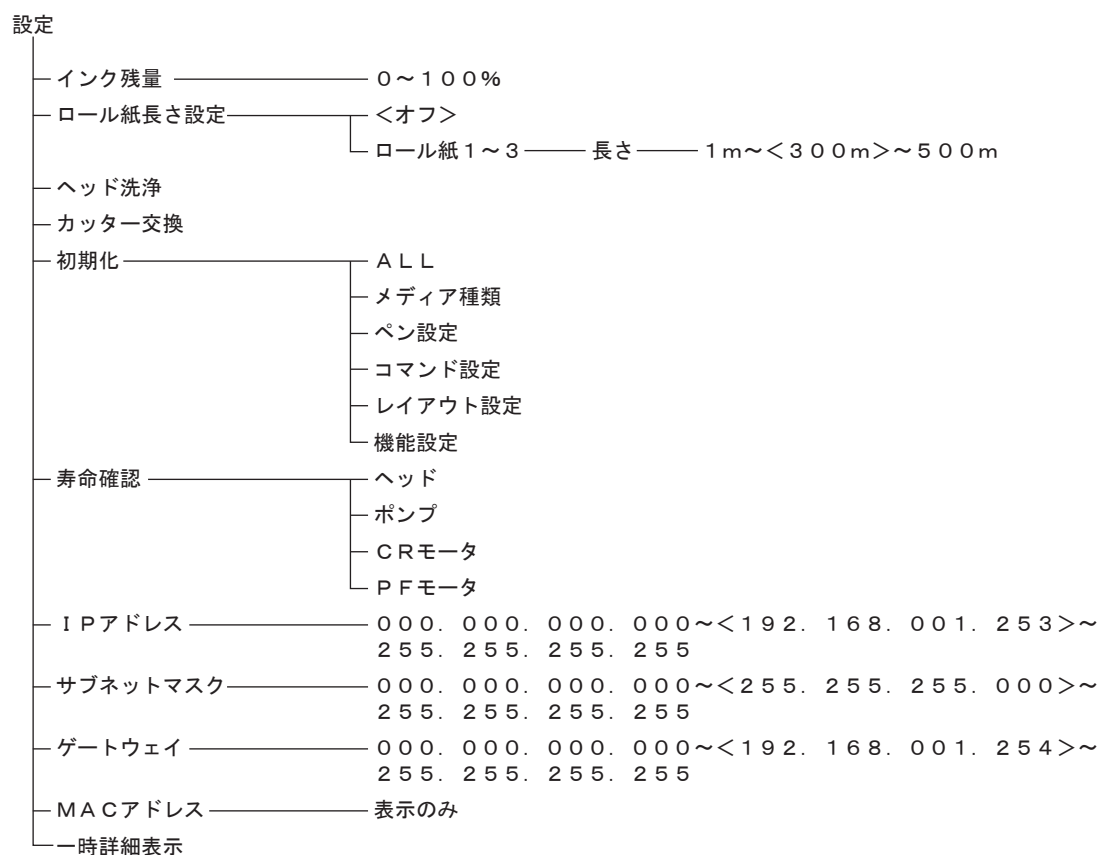 設定
インク残量 ０～１００％
ロール紙長さ設定 ＜オフ＞
ロール紙１～３ 長さ １ｍ～＜３００ｍ＞～５００ｍ
ヘッド洗浄
カッター交換
初期化 ＡＬＬ
メディア種類
ペン設定
コマンド設定
レイアウト設定
機能設定
寿命確認 ヘッド
ポンプ
ＣＲモータ
ＰＦモータ
ＩＰアドレス ０００．０００．０００．０００～＜１９２．１６８．００１．２５３＞～
２５５．２５５．２５５．２５５
サブネットマスク ０００．０００．０００．０００～＜２５５．２５５．２５５．０００＞～
２５５．２５５．２５５．２５５
ゲートウェイ ０００．０００．０００．０００～＜１９２．１６８．００１．２５４＞～
２５５．２５５．２５５．２５５
ＭＡＣアドレス 表示のみ
一時詳細表示